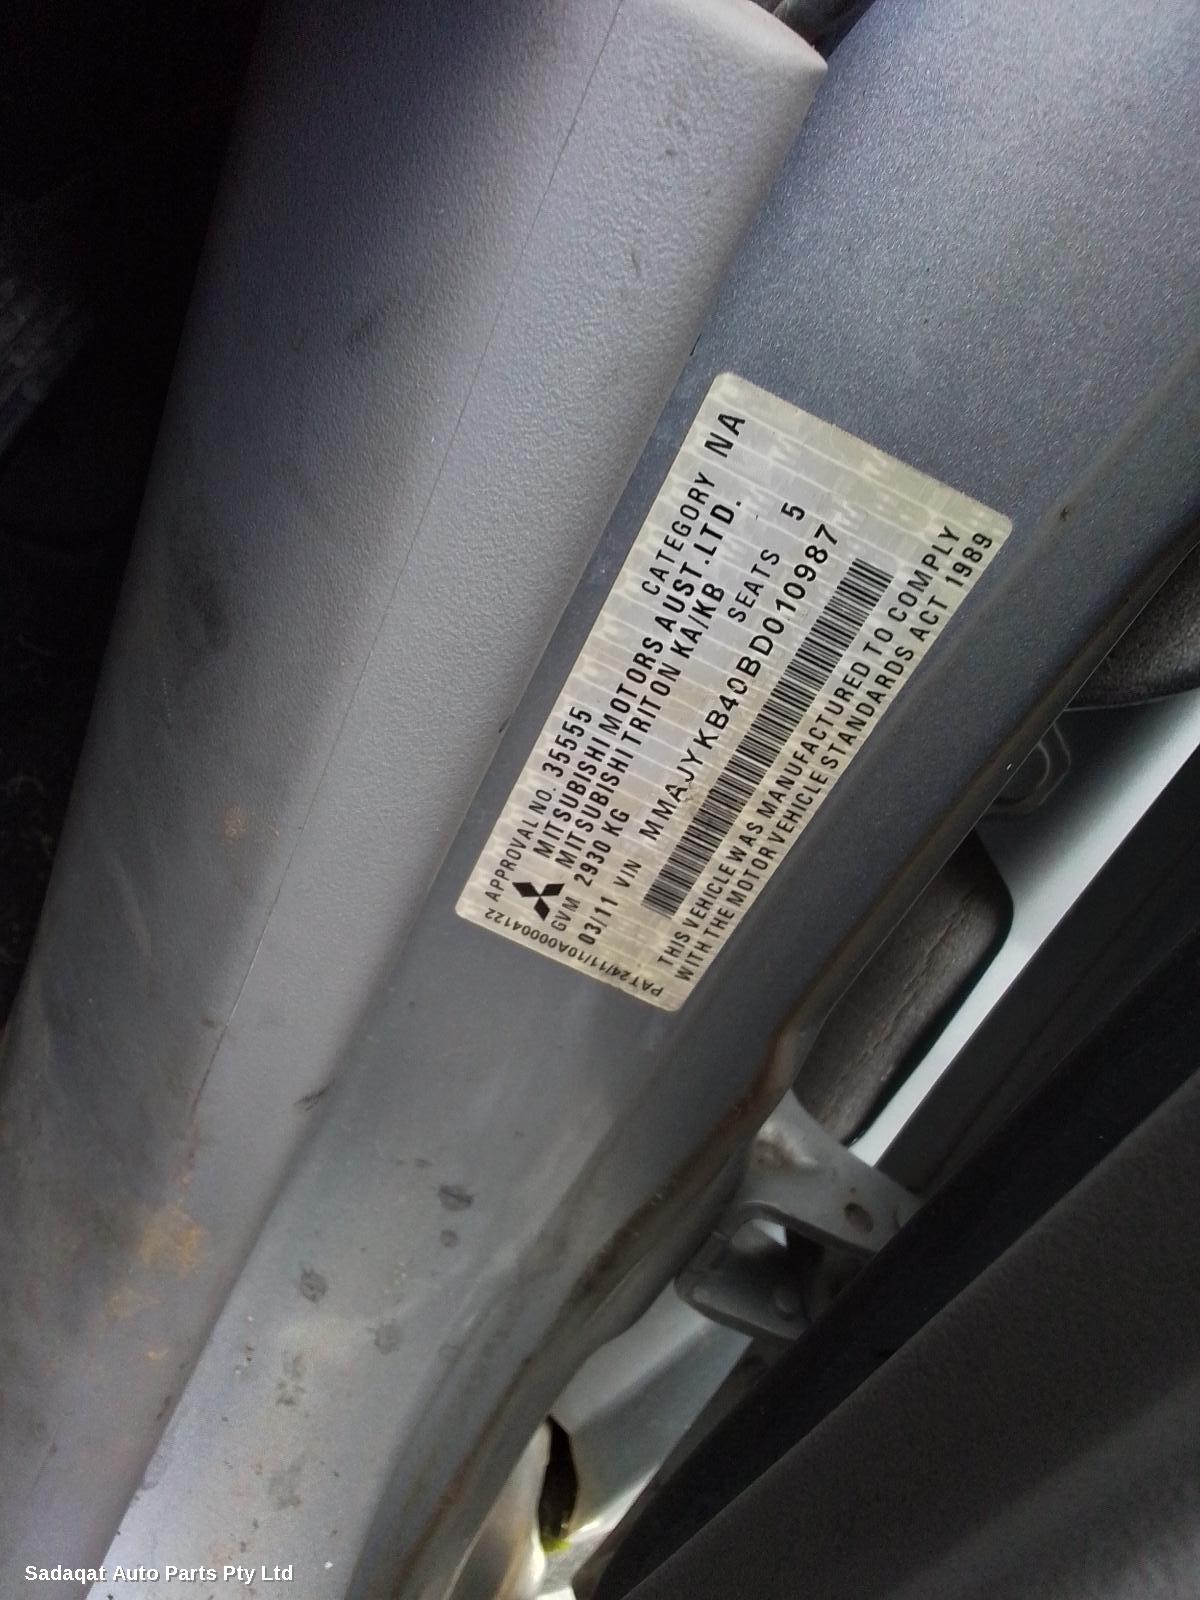 APPROVAL NO. 35555 CATEGORY NA
MITSUBISHI MOTORS AUST.LTD.
MITSUBISHI TRITON KA/KB
GVM 2930 KG SEATS 5
03/11 VIN MMAJYKB40BD010987
THIS VEHICLE WAS MANUFACTURED TO COMPLY
WITH THE MOTOR VEHICLE STANDARDS ACT 1989
PAT24/11/10A00004122
Sadaqat Auto Parts Pty Ltd